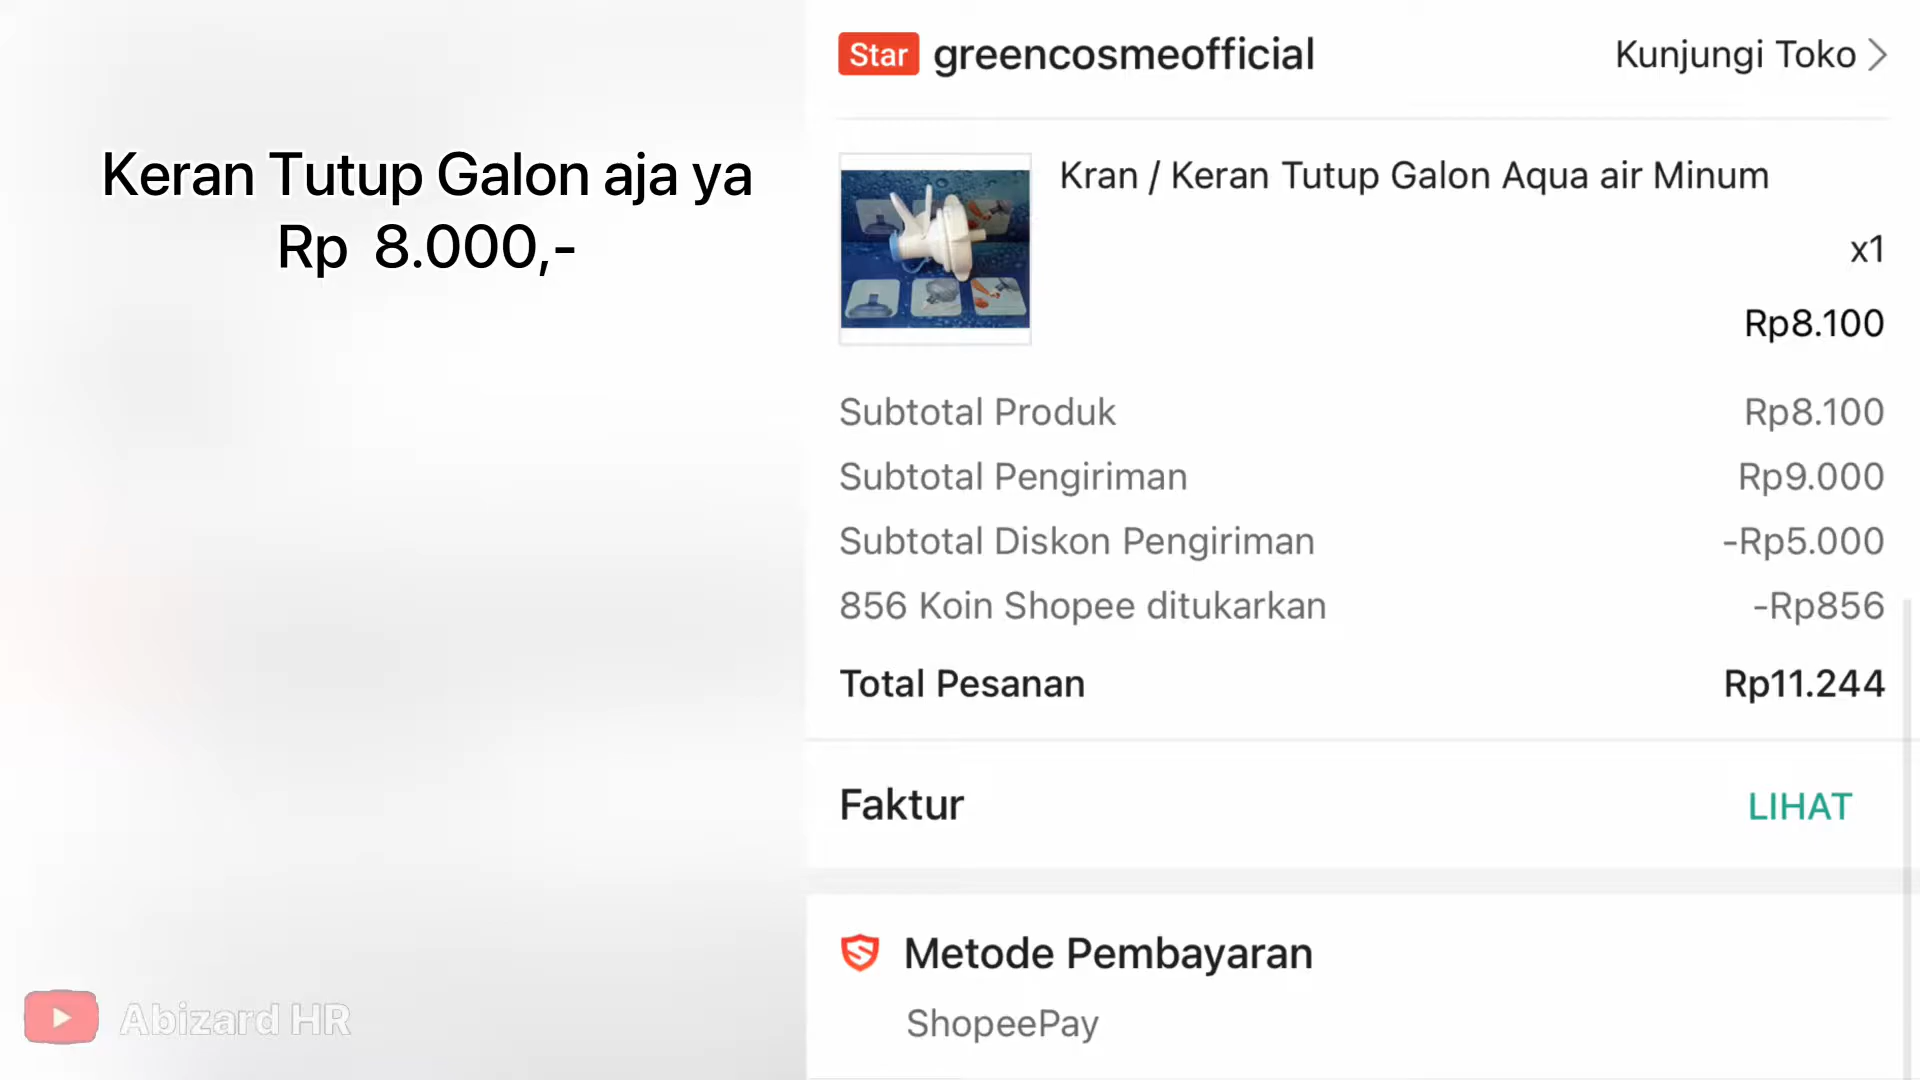 Keran Tutup Galon aja ya
Rp 8.000,-
Star greencosmeofficial
Kunjungi Toko >
Kran / Keran Tutup Galon Aqua air Minum
x1
Rp8.100
Subtotal Produk Rp8.100
Subtotal Pengiriman Rp9.000
Subtotal Diskon Pengiriman -Rp5.000
856 Koin Shopee ditukarkan -Rp856
Total Pesanan Rp11.244
Faktur LIHAT
Metode Pembayaran
ShopeePay
Abizard HR